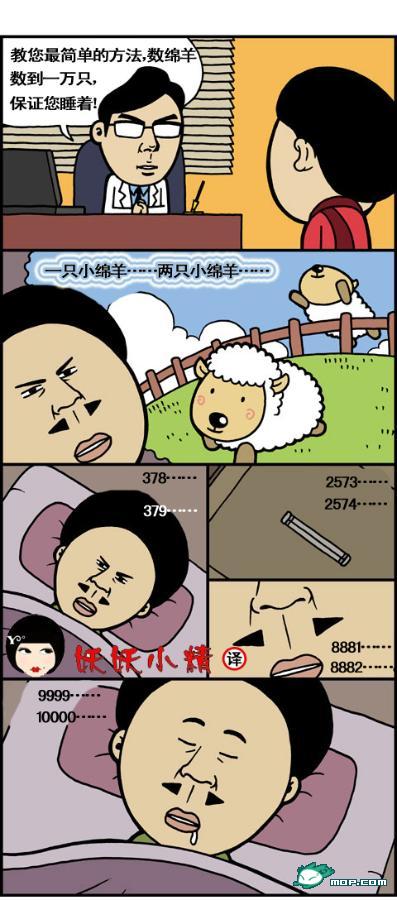 教您最简单的方法,数绵羊
数到一万只,
保证您睡着!
一只小绵羊……两只小绵羊……
378……
379……
2573……
2574……
8881……
8882……
Y°
妖妖小精
译
9999……
10000……
MOP.COM